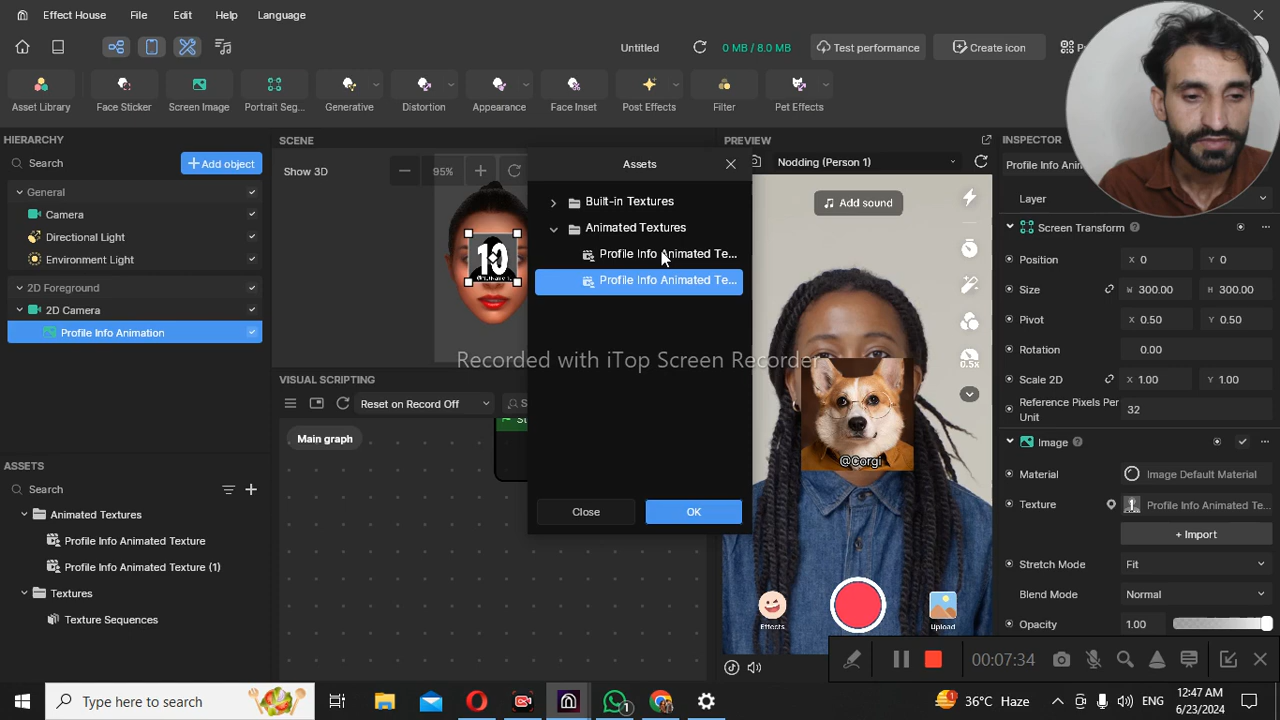 Effect House File Edit Help Language
Untitled 0 MB / 8.0 MB Test performance Create icon
Asset Library Face Sticker Screen Image Portrait Seg... Generative Distortion Appearance Face Inset Post Effects Filter Pet Effects
HIERARCHY
Search + Add object
General
Camera
Directional Light
Environment Light
2D Foreground
2D Camera
Profile Info Animation
ASSETS
Search
Animated Textures
Profile Info Animated Texture
Profile Info Animated Texture (1)
Textures
Texture Sequences
SCENE
Show 3D 95%
10
VISUAL SCRIPTING
Reset on Record Off
Main graph
Assets
Built-in Textures
Animated Textures
Profile Info Animated Te...
Profile Info Animated Te...
Close OK
Recorded with iTop Screen Recorder
PREVIEW
Nodding (Person 1)
Add sound
0.5x
@Corgi
Effects Upload
INSPECTOR
Profile Info Ani
Layer
Screen Transform
Position X 0 Y 0
Size W 300.00 H 300.00
Pivot X 0.50 Y 0.50
Rotation 0.00
Scale 2D X 1.00 Y 1.00
Reference Pixels Per Unit 32
Image
Material Image Default Material
Texture Profile Info Animated Te...
+ Import
Stretch Mode Fit
Blend Mode Normal
Opacity 1.00
00:07:34
Type here to search
1
1
36°C Haze
ENG
12:47 AM
6/23/2024